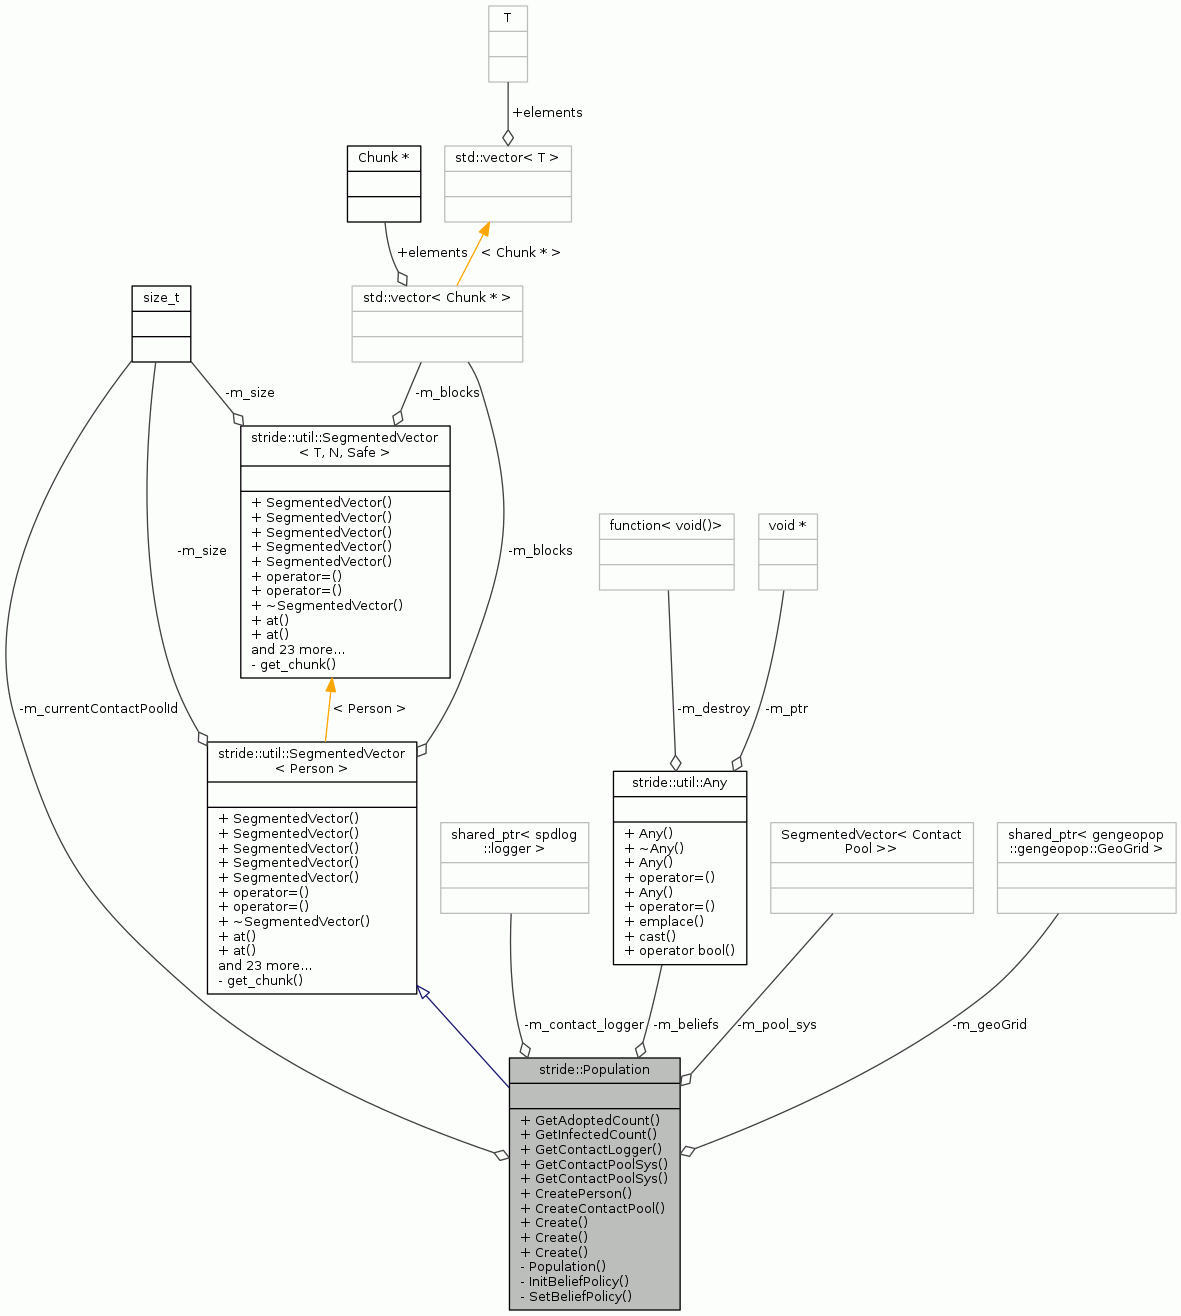 T
+elements
Chunk *
std::vector< T >
+elements
< Chunk * >
size_t
std::vector< Chunk * >
-m_size
-m_blocks
stride::util::SegmentedVector
< T, N, Safe >
+ SegmentedVector()
+ SegmentedVector()
+ SegmentedVector()
+ SegmentedVector()
+ SegmentedVector()
+ operator=()
+ operator=()
+ ~SegmentedVector()
+ at()
+ at()
and 23 more...
- get_chunk()
function< void()>
void *
-m_size
-m_blocks
-m_currentContactPoolId
< Person >
-m_destroy
-m_ptr
stride::util::SegmentedVector
< Person >
+ SegmentedVector()
+ SegmentedVector()
+ SegmentedVector()
+ SegmentedVector()
+ SegmentedVector()
+ operator=()
+ operator=()
+ ~SegmentedVector()
+ at()
+ at()
and 23 more...
- get_chunk()
shared_ptr< spdlog
::logger >
stride::util::Any
+ Any()
+ ~Any()
+ Any()
+ operator=()
+ Any()
+ operator=()
+ emplace()
+ cast()
+ operator bool()
SegmentedVector< Contact
Pool >>
shared_ptr< gengeopop
::gengeopop::GeoGrid >
-m_contact_logger
-m_beliefs
-m_pool_sys
-m_geoGrid
stride::Population
+ GetAdoptedCount()
+ GetInfectedCount()
+ GetContactLogger()
+ GetContactPoolSys()
+ GetContactPoolSys()
+ CreatePerson()
+ CreateContactPool()
+ Create()
+ Create()
+ Create()
- Population()
- InitBeliefPolicy()
- SetBeliefPolicy()